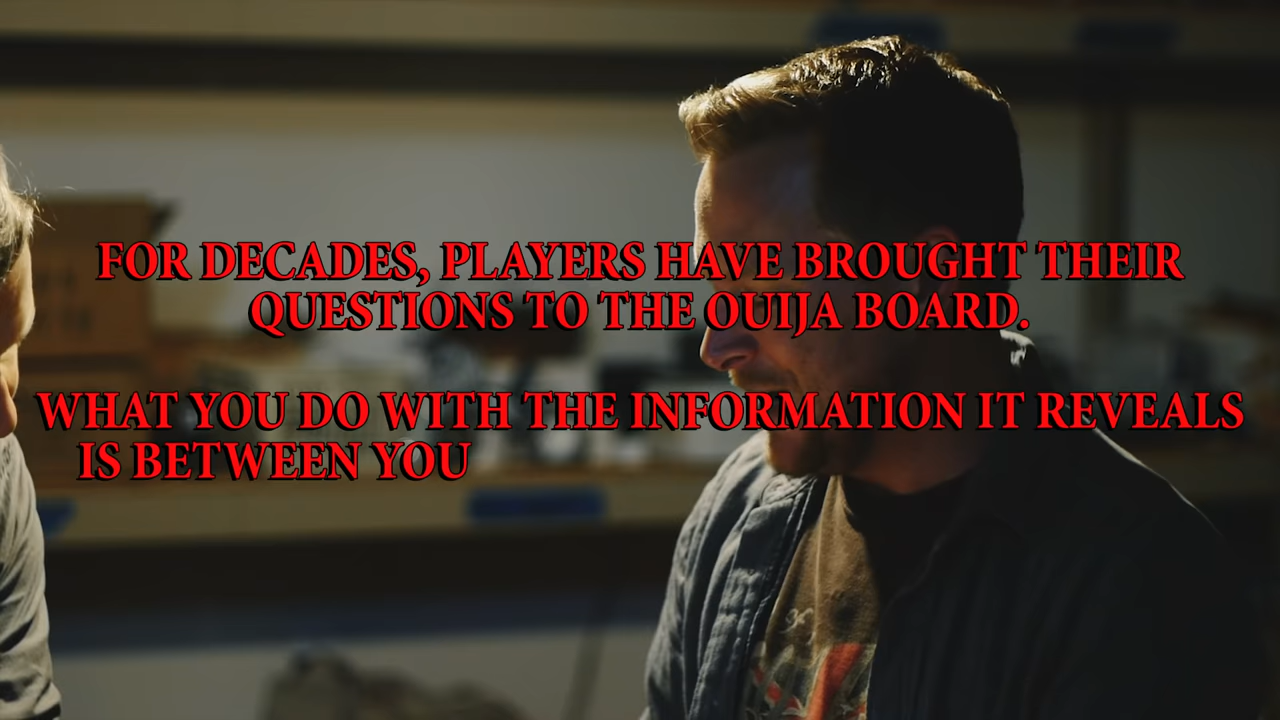 FOR DECADES, PLAYERS HAVE BROUGHT THEIR
QUESTIONS TO THE OUIJA BOARD.
WHAT YOU DO WITH THE INFORMATION IT REVEALS
IS BETWEEN YOU